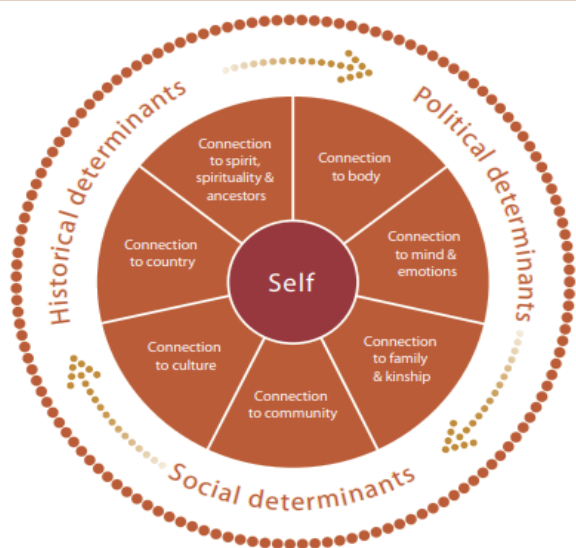 Historical determinants
Political determinants
Social determinants
Connection
to spirit,
spirituality &
ancestors
Connection
to body
Connection
to mind &
emotions
Connection
to family
& kinship
Connection
to community
Connection
to culture
Connection
to country
Self